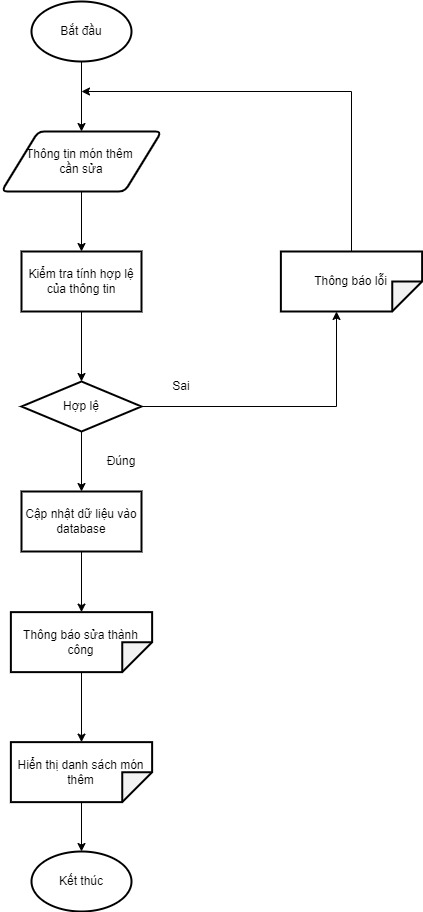 Bắt đầu
Thông tin món thêm
cần sửa
Kiểm tra tính hợp lệ
của thông tin
Thông báo lỗi
Sai
Hợp lệ
Đúng
Cập nhật dữ liệu vào
database
Thông báo sửa thành
công
Hiển thị danh sách món
thêm
Kết thúc